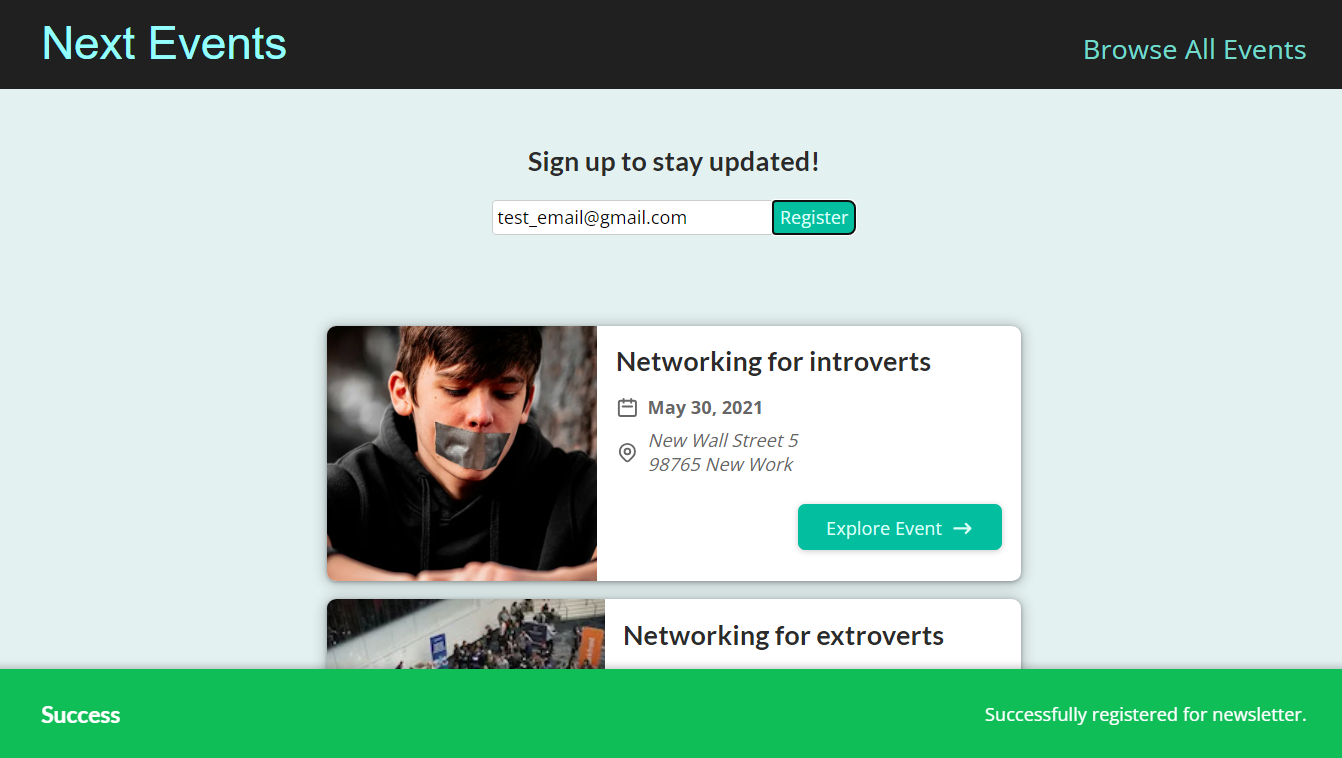 Next Events
Browse All Events
Sign up to stay updated!
test_email@gmail.com
Register
Networking for introverts
May 30, 2021
New Wall Street 5
98765 New Work
Explore Event →
Networking for extroverts
Success
Successfully registered for newsletter.